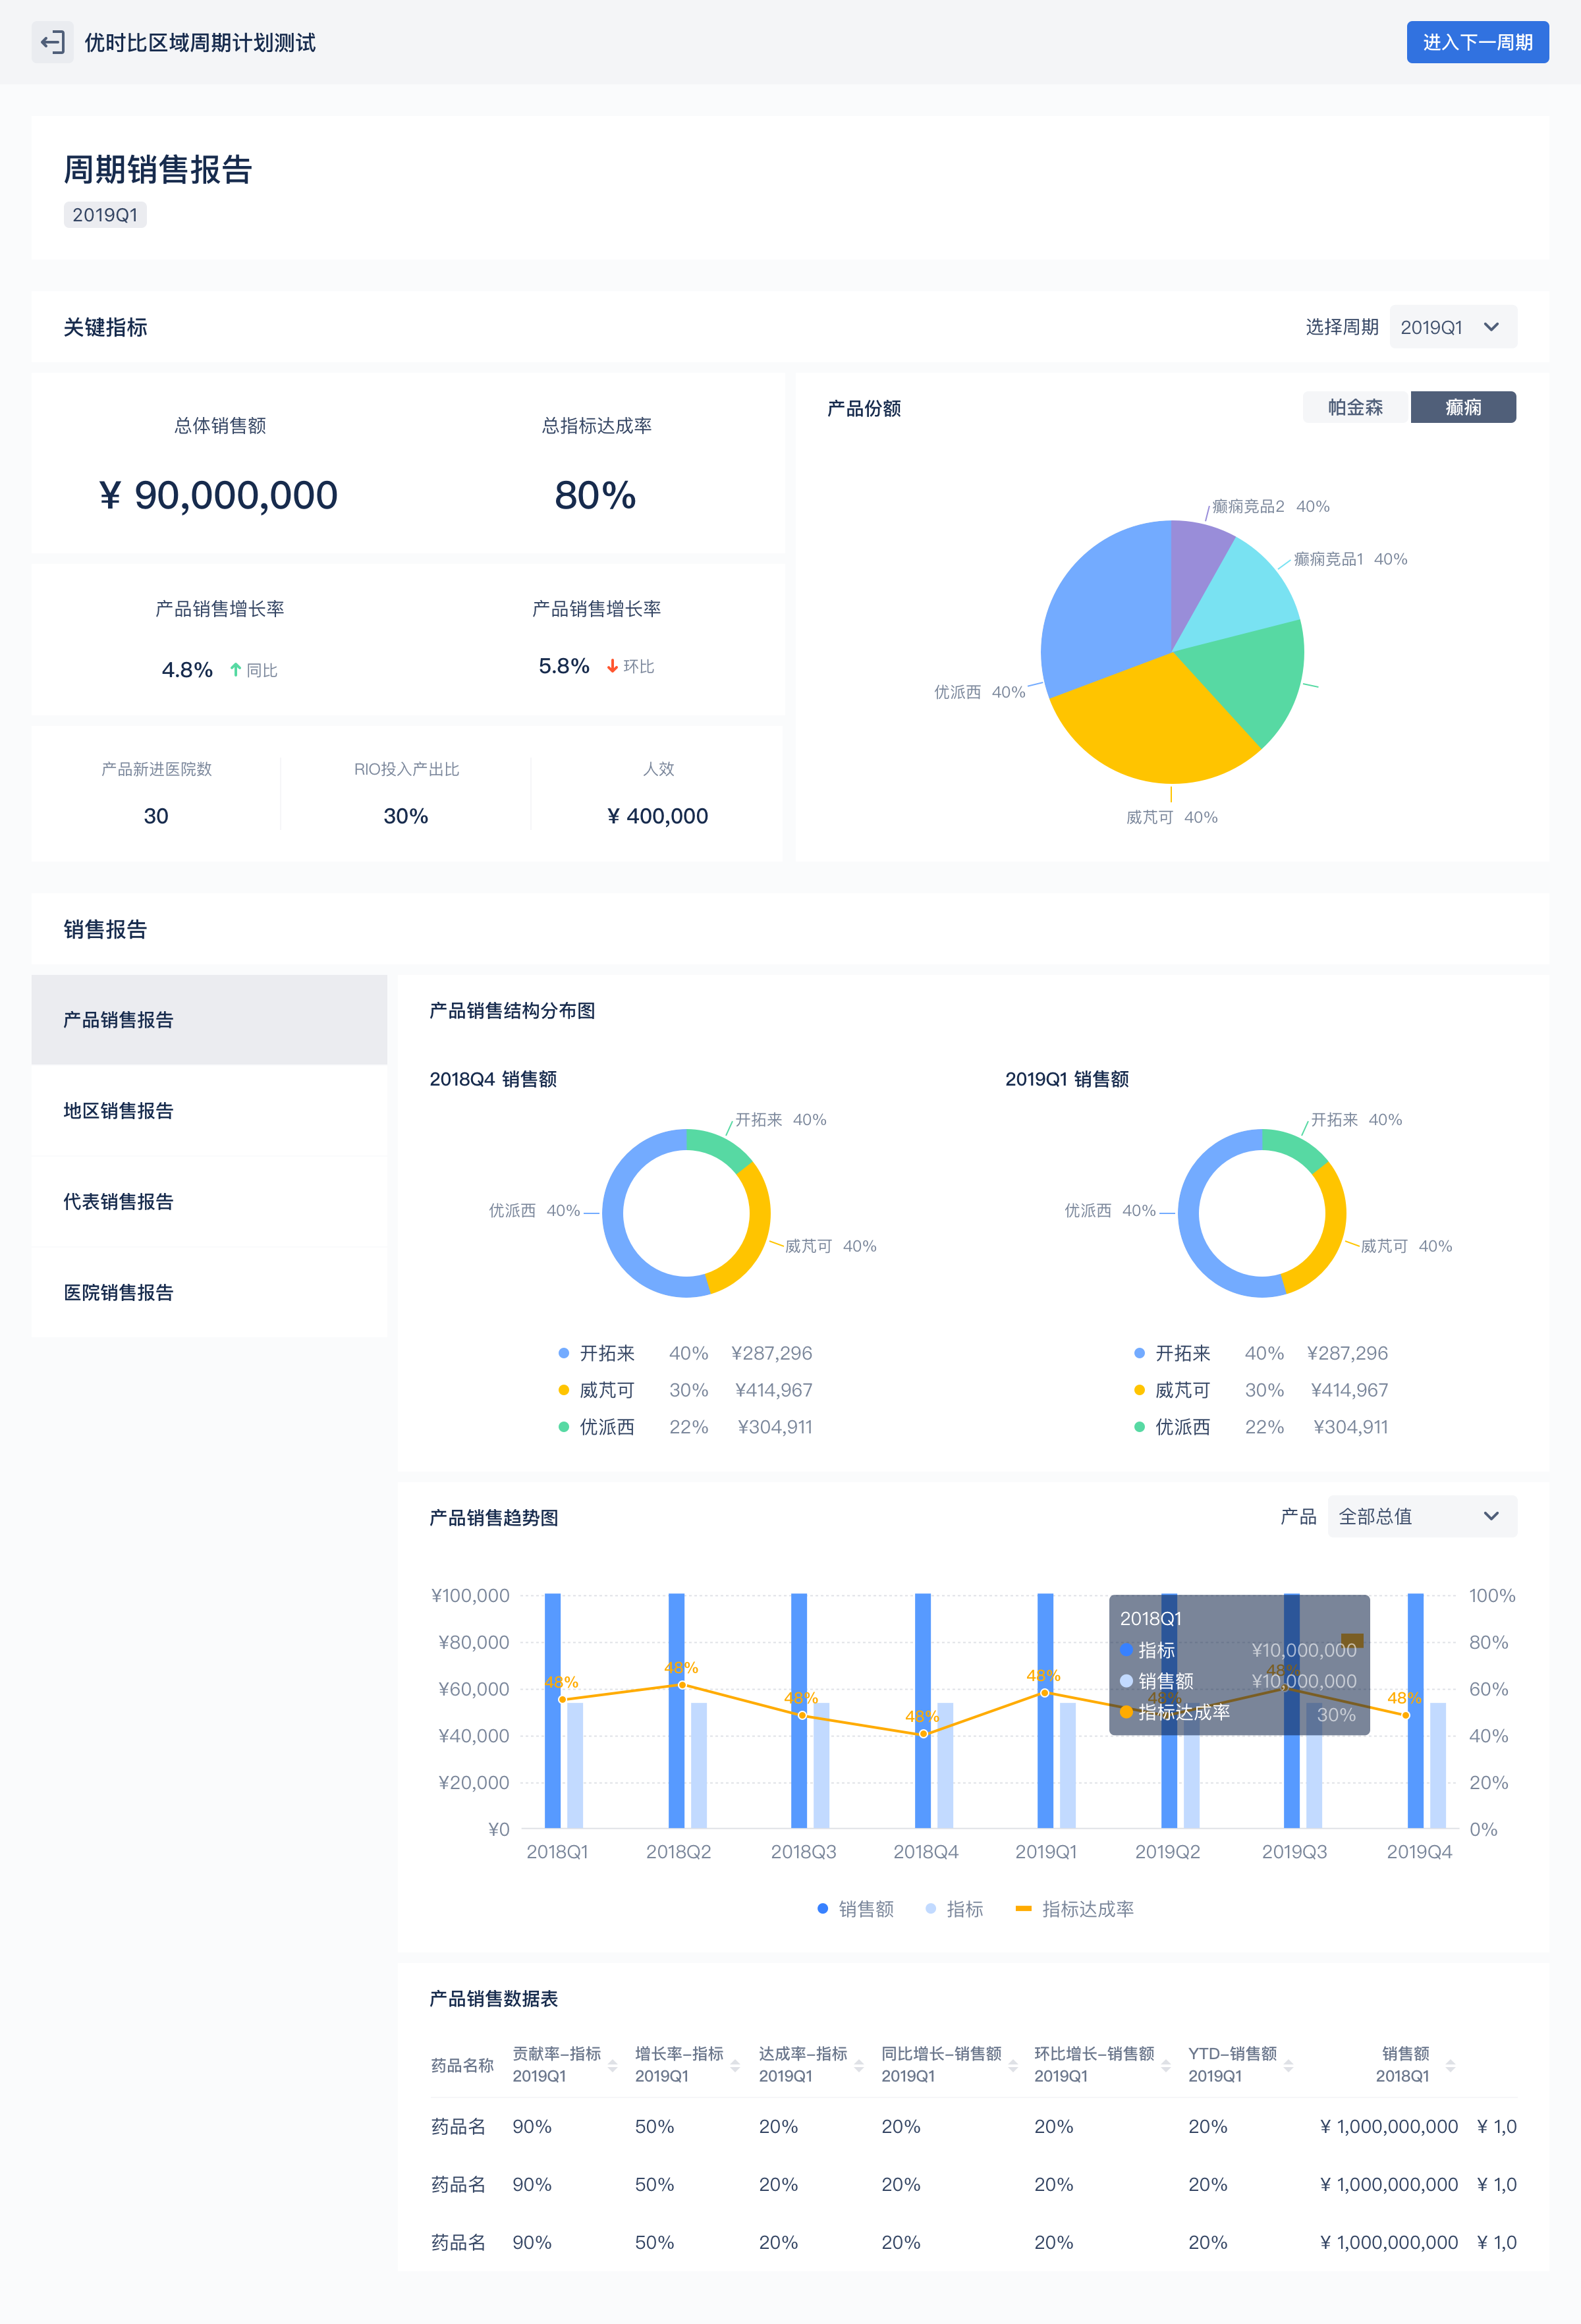 优时比区域周期计划测试
进入下一周期
周期销售报告
2019Q1
关键指标
选择周期 2019Q1
总体销售额
¥ 90,000,000
总指标达成率
80%
产品销售增长率
4.8% 同比
产品销售增长率
5.8% 环比
产品新进医院数
30
RIO投入产出比
30%
人效
¥ 400,000
产品份额
帕金森 癫痫
癫痫竞品2 40%
癫痫竞品1 40%
优派西 40%
威芃可 40%
销售报告
产品销售报告
地区销售报告
代表销售报告
医院销售报告
产品销售结构分布图
2018Q4 销售额
开拓来 40%
优派西 40%
威芃可 40%
开拓来 40% ¥287,296
威芃可 30% ¥414,967
优派西 22% ¥304,911
2019Q1 销售额
开拓来 40%
优派西 40%
威芃可 40%
开拓来 40% ¥287,296
威芃可 30% ¥414,967
优派西 22% ¥304,911
产品销售趋势图
产品 全部总值
¥100,000
¥80,000
¥60,000
¥40,000
¥20,000
¥0
100%
80%
60%
40%
20%
0%
48% 48% 48% 48% 48% 48% 48% 48%
2018Q1
指标 ¥10,000,000
销售额 ¥10,000,000
指标达成率 30%
2018Q1 2018Q2 2018Q3 2018Q4 2019Q1 2019Q2 2019Q3 2019Q4
销售额 指标 指标达成率
产品销售数据表
药品名称
贡献率-指标
2019Q1
增长率-指标
2019Q1
达成率-指标
2019Q1
同比增长-销售额
2019Q1
环比增长-销售额
2019Q1
YTD-销售额
2019Q1
销售额
2018Q1
药品名 90% 50% 20% 20% 20% 20% ¥ 1,000,000,000 ¥ 1,0
药品名 90% 50% 20% 20% 20% 20% ¥ 1,000,000,000 ¥ 1,0
药品名 90% 50% 20% 20% 20% 20% ¥ 1,000,000,000 ¥ 1,0